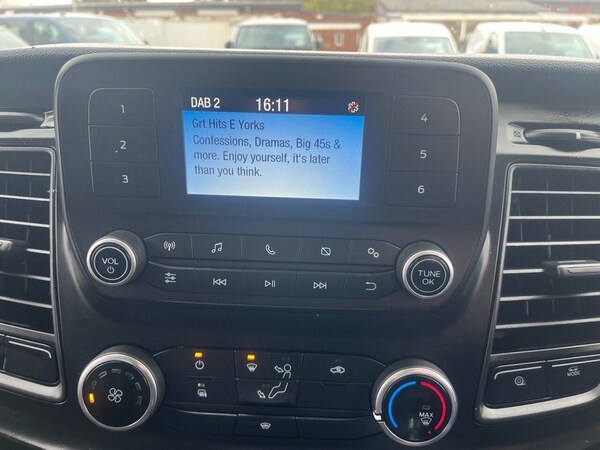 DAB 2 16:11
Grt Hits E Yorks
Confessions, Dramas, Big 45s &
more. Enjoy yourself, it's later
than you think.
1
2
3
4
5
6
VOL
TUNE
OK
MAX
MODE